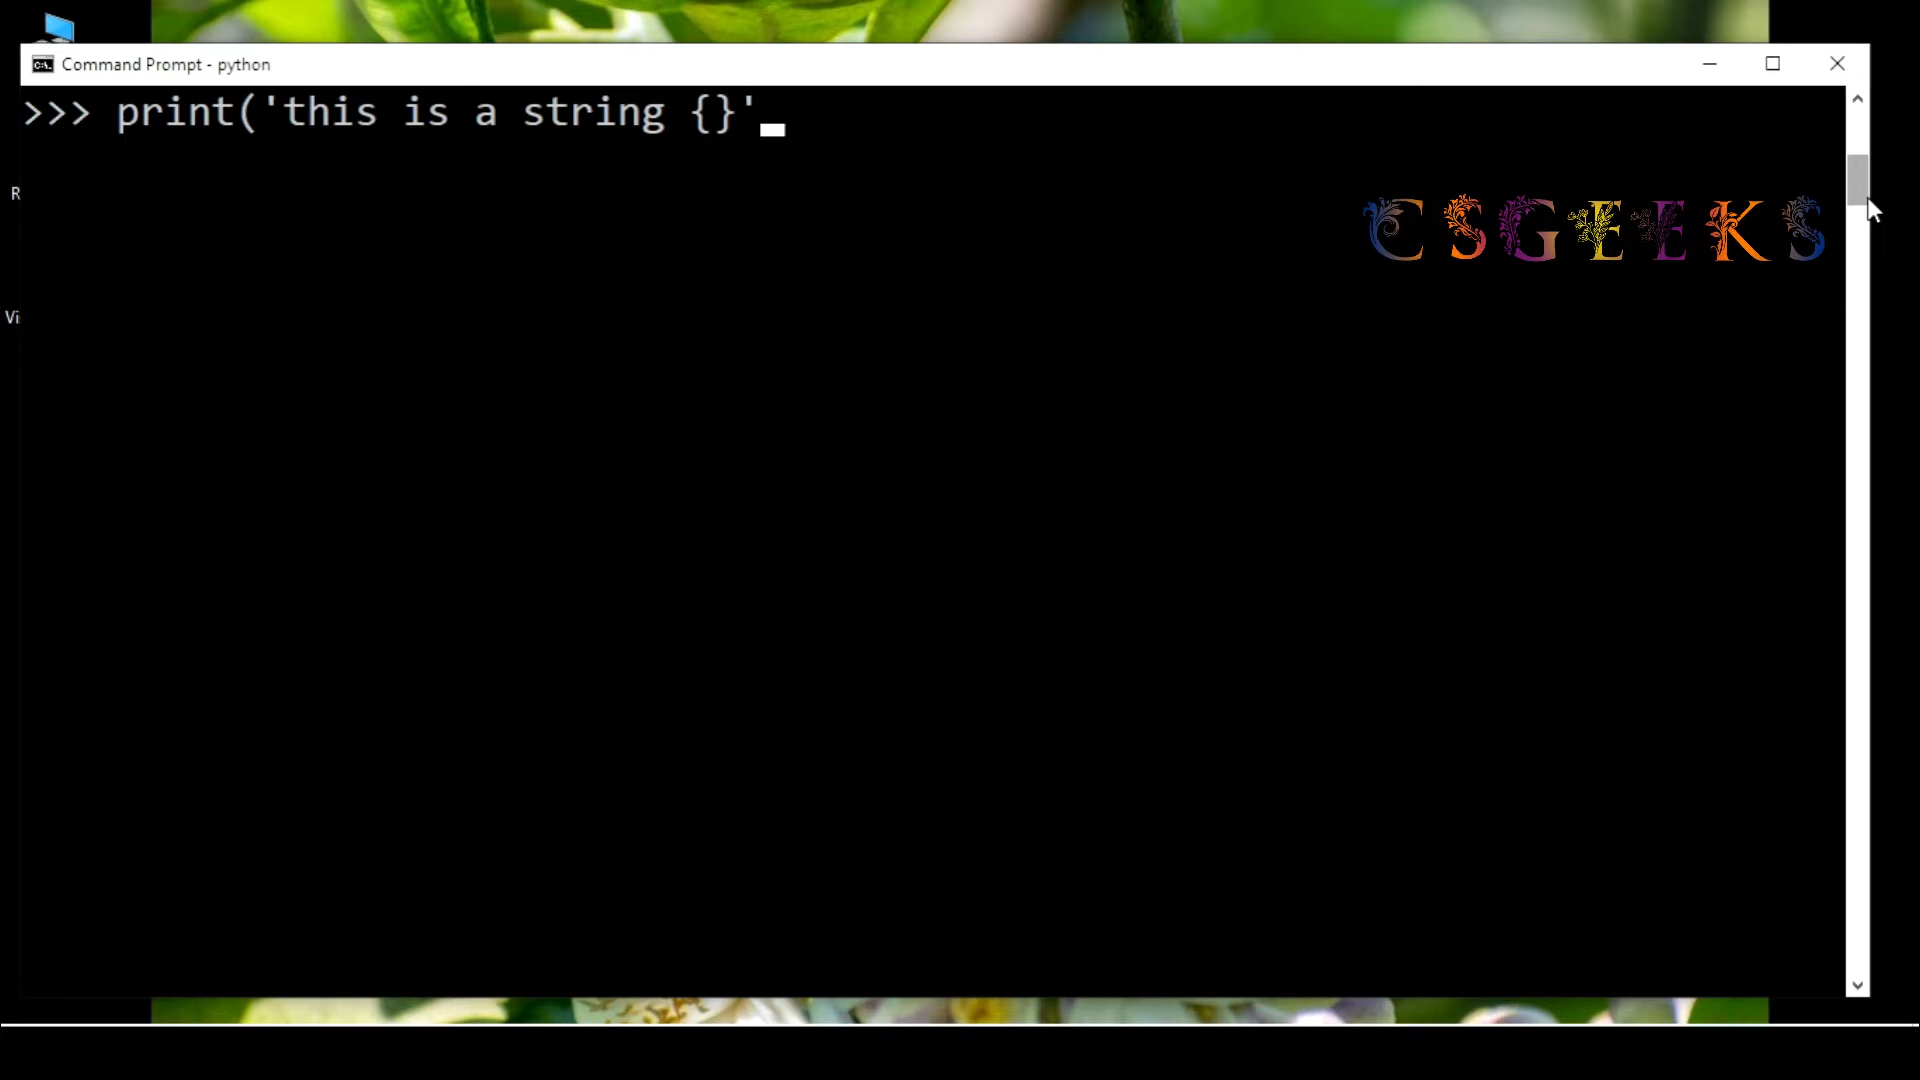 Command Prompt - python
>>> print('this is a string {}'
CSGEEKS
R
Vi